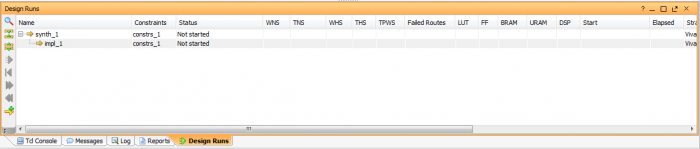 Design Runs
Name Constraints Status WNS TNS WHS THS TPWS Failed Routes LUT FF BRAM URAM DSP Start Elapsed Stra
synth_1 constrs_1 Not started Viva
impl_1 constrs_1 Not started Viva
Tcl Console Messages Log Reports Design Runs